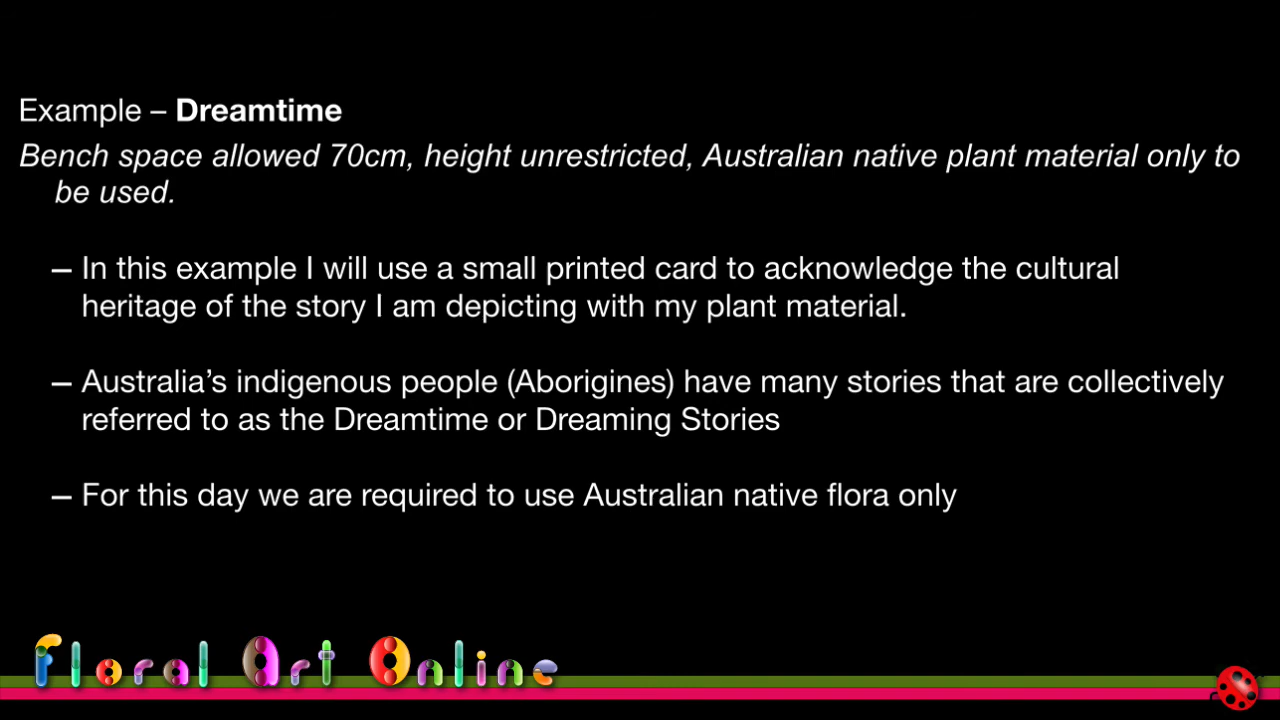 Example – Dreamtime
Bench space allowed 70cm, height unrestricted, Australian native plant material only to
be used.
– In this example I will use a small printed card to acknowledge the cultural
heritage of the story I am depicting with my plant material.
– Australia’s indigenous people (Aborigines) have many stories that are collectively
referred to as the Dreamtime or Dreaming Stories
– For this day we are required to use Australian native flora only
Floral Art Online